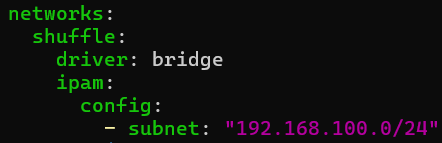 networks:
  shuffle:
    driver: bridge
    ipam:
      config:
        - subnet: "192.168.100.0/24"